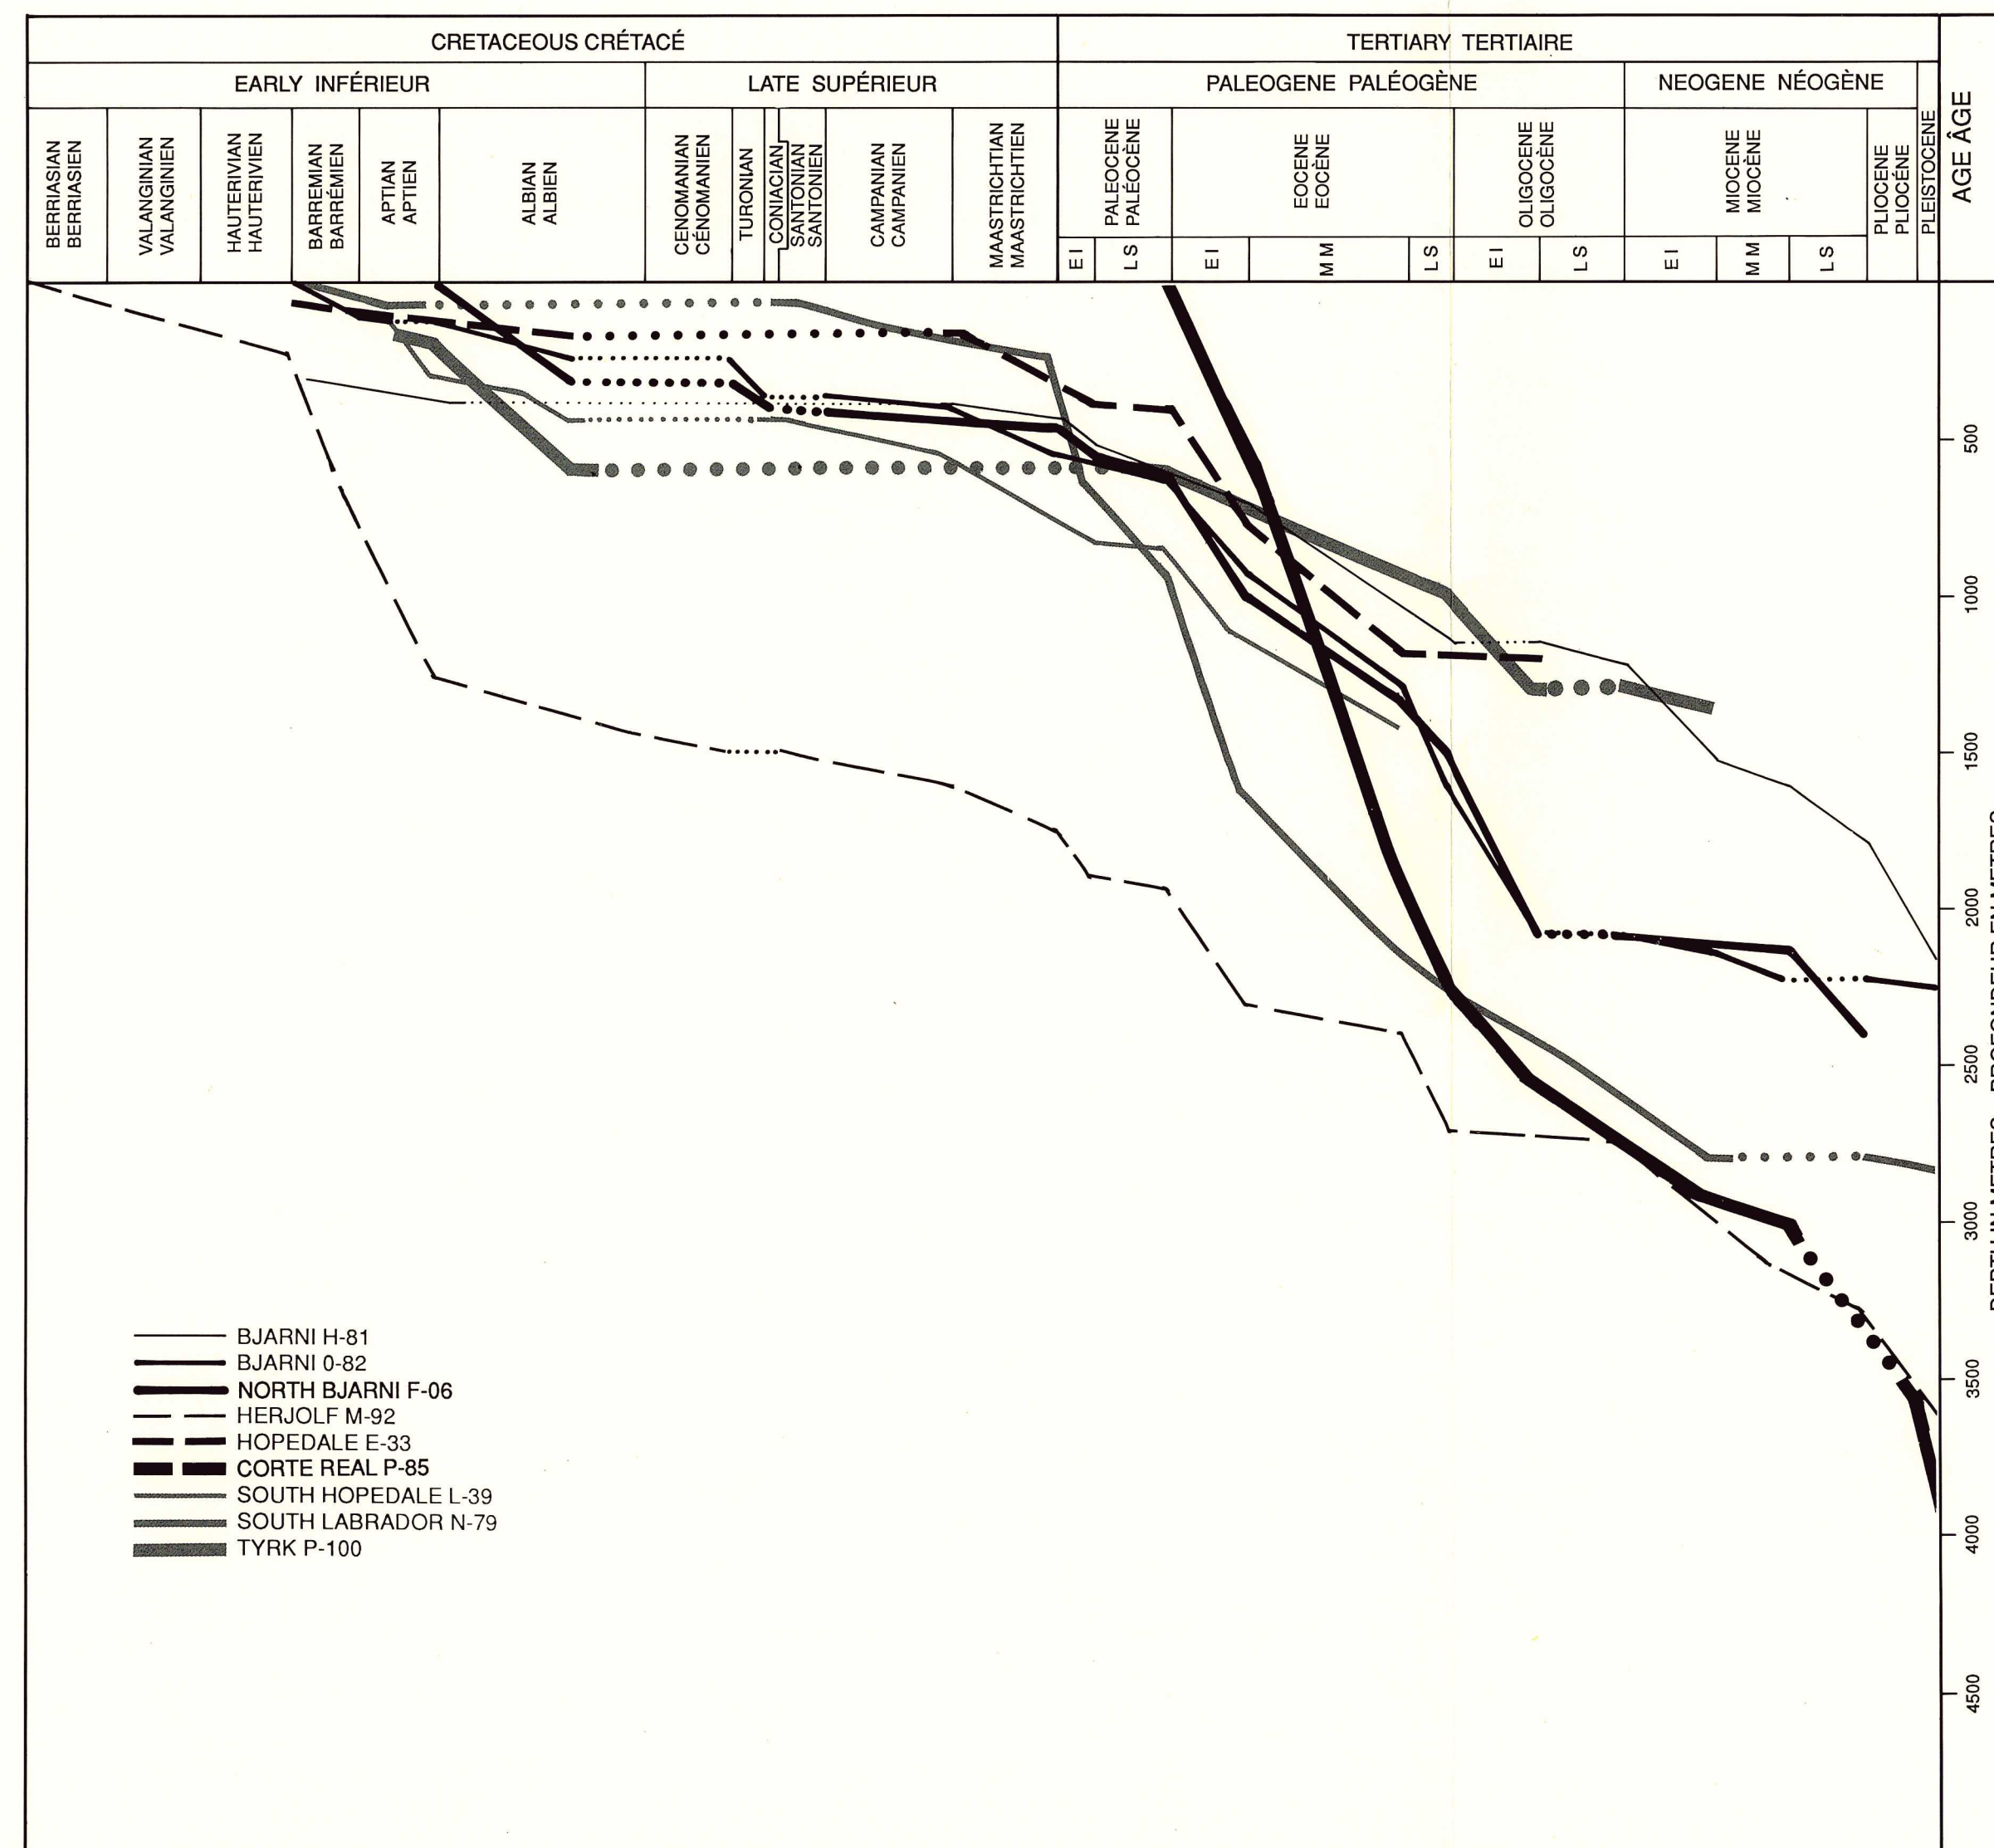 CRETACEOUS CRÉTACÉ
TERTIARY TERTIAIRE
EARLY INFÉRIEUR
LATE SUPÉRIEUR
PALEOGENE PALÉOGÈNE
NEOGENE NÉOGÈNE
AGE ÂGE
BERRIASIAN
BERRIASIEN
VALANGINIAN
VALANGINIEN
HAUTERIVIAN
HAUTERIVIEN
BARREMIAN
BARRÉMIEN
APTIAN
APTIEN
ALBIAN
ALBIEN
CENOMANIAN
CÉNOMANIEN
TURONIAN
CONIACIAN
SANTONIAN
SANTONIEN
CAMPANIAN
CAMPANIEN
MAASTRICHTIAN
MAASTRICHTIEN
PALEOCENE
PALÉOCÈNE
EOCENE
EOCÈNE
OLIGOCENE
OLIGOCÈNE
MIOCENE
MIOCÈNE
PLIOCENE
PLIOCÉNE
PLEISTOCENE
E I
L S
E I
M M
L S
E I
L S
E I
M M
L S
500
1000
1500
2000
2500
3000
3500
4000
4500
BJARNI H-81
BJARNI 0-82
NORTH BJARNI F-06
HERJOLF M-92
HOPEDALE E-33
CORTE REAL P-85
SOUTH HOPEDALE L-39
SOUTH LABRADOR N-79
TYRK P-100